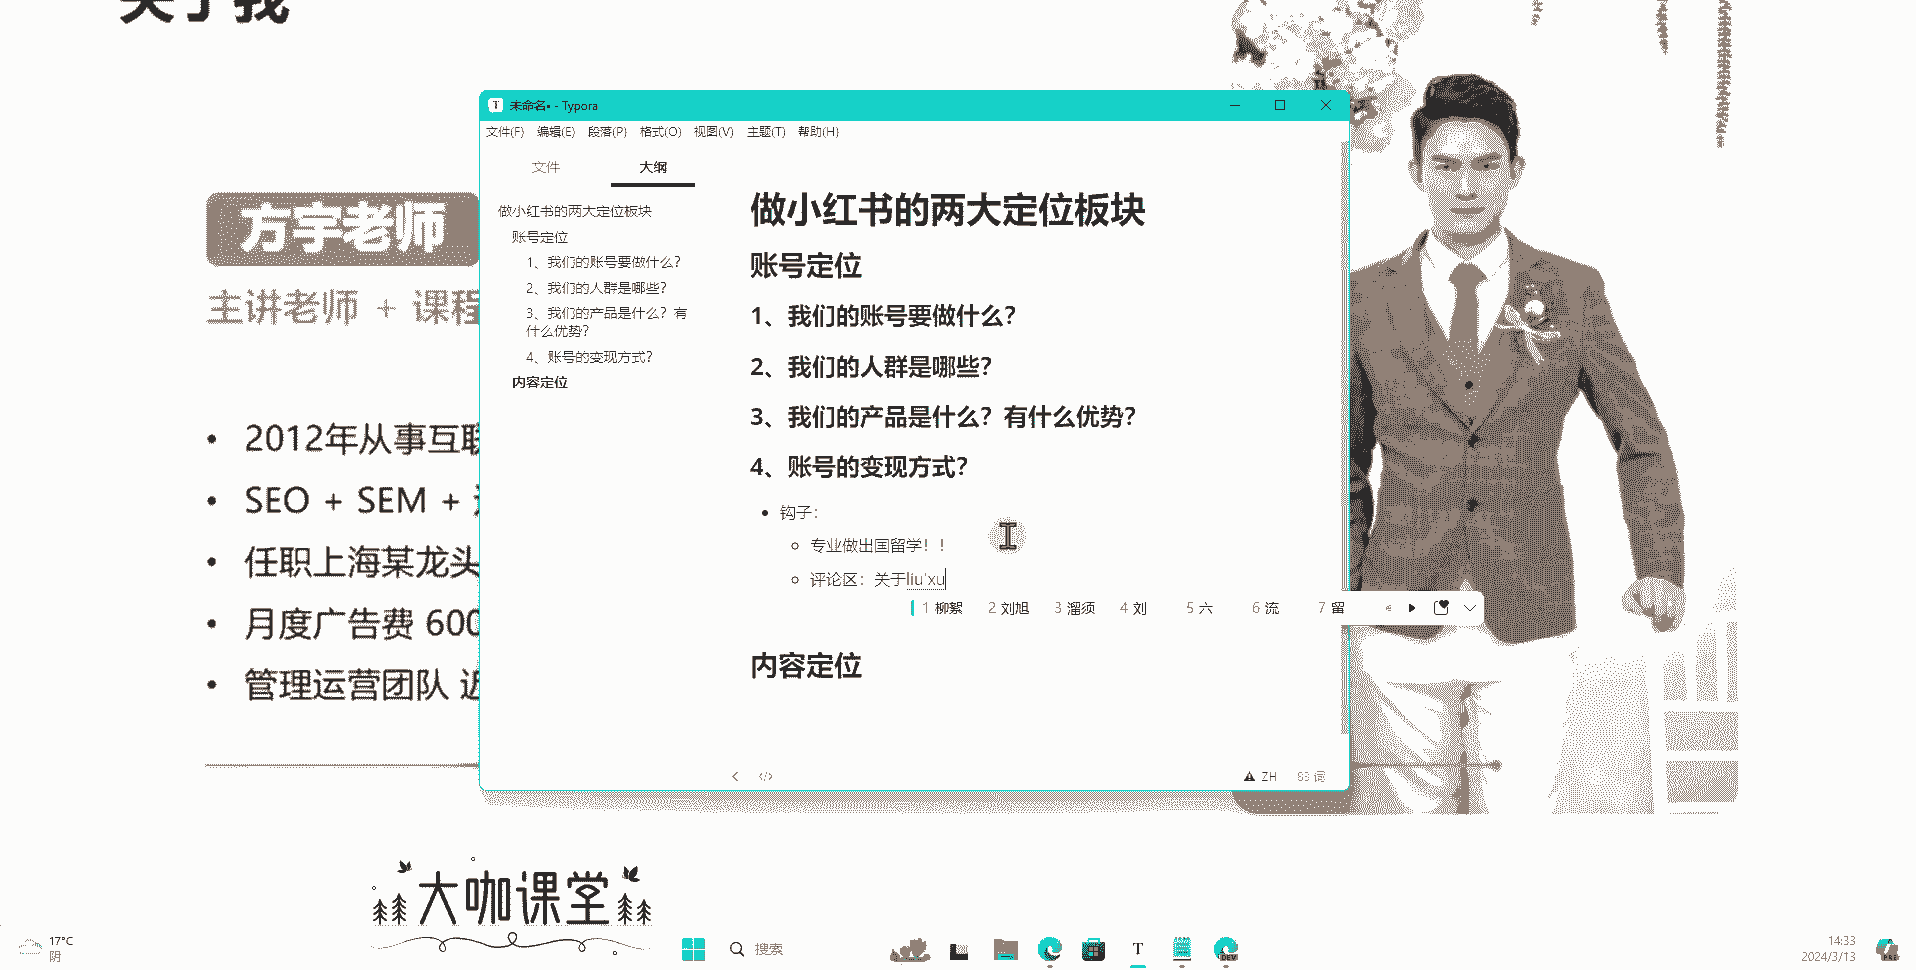 关于我
未命名• - Typora
文件(F) 编辑(E) 段落(P) 格式(O) 视图(V) 主题(T) 帮助(H)
文件 大纲
做小红书的两大定位板块
账号定位
1、我们的账号要做什么？
2、我们的人群是哪些？
3、我们的产品是什么？有
什么优势？
4、账号的变现方式？
内容定位
做小红书的两大定位板块
账号定位
1、我们的账号要做什么？
2、我们的人群是哪些？
3、我们的产品是什么？有什么优势？
4、账号的变现方式？
钩子：
专业做出国留学！！
评论区：关于liu'xu
1 柳絮 2 刘旭 3 溜须 4 刘 5 六 6 流 7 留
内容定位
ZH 88 词
方宇老师
主讲老师 + 课程
• 2012年从事互联
• SEO + SEM +
• 任职上海某龙头
• 月度广告费 600
• 管理运营团队 近
大咖课堂
17°C
阴
搜索
T
DEV
14:33
2024/3/13
PRE